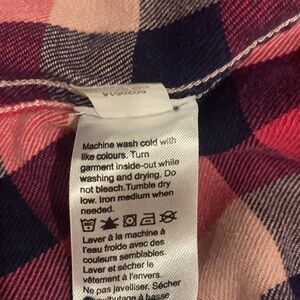 6020614
Machine wash cold with
like colours. Turn
garment inside-out while
washing and drying. Do
not bleach.Tumble dry
low. Iron medium when
needed.
Laver à la machine à
l'eau froide avec des
couleurs semblables.
Laver et sécher le
vêtement à l'envers.
Ne pas javelliser. Sécher
à basse